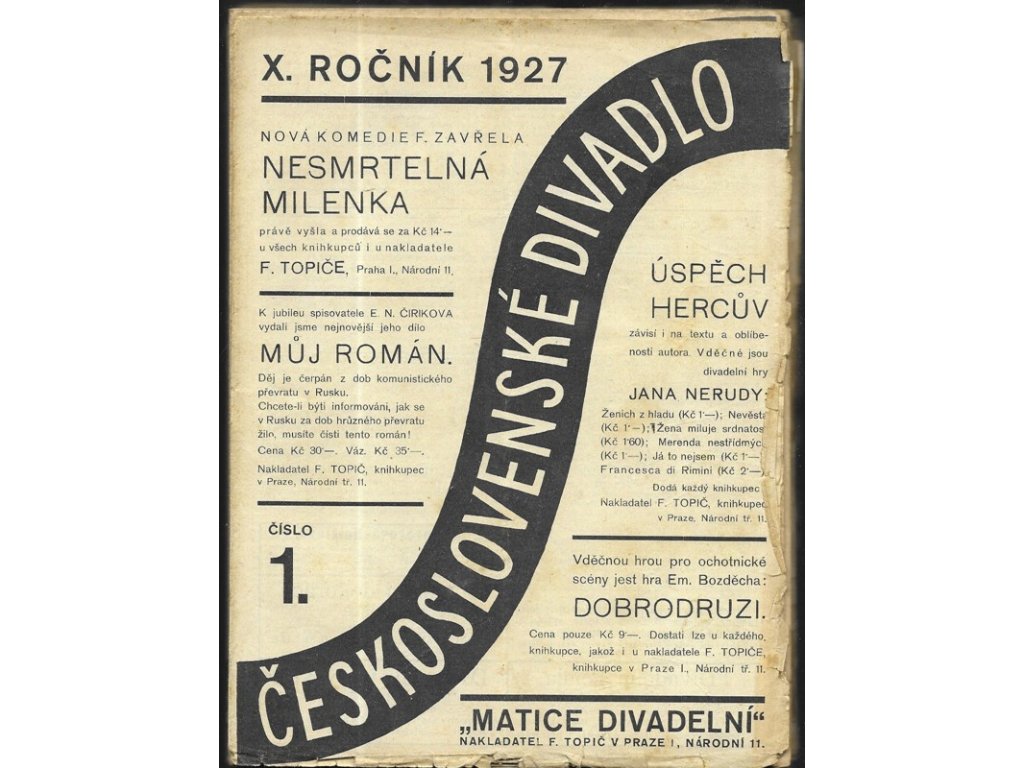 X. ROČNÍK 1927
NOVÁ KOMEDIE F. ZAVŘELA
NESMRTELNÁ
MILENKA
právě vyšla a prodává se za Kč 14·—
u všech knihkupců i u nakladatele
F. TOPIČE, Praha I., Národní 11.
K jubileu spisovatele E. N. ČIRIKOVA
vydali jsme nejnovější jeho dílo
MŮJ ROMÁN.
Děj je čerpán z dob komunistického
převratu v Rusku.
Chcete-li býti informováni, jak se
v Rusku za dob hrůzného převratu
žilo, musíte čísti tento román!
Cena Kč 30·—. Váz. Kč 35·—.
Nakladatel F. TOPIČ, knihkupec
v Praze, Národní tř. 11.
ČÍSLO
1.
ČESKOSLOVENSKÉ DIVADLO
ÚSPĚCH
HERCŮV
závisí i na textu a oblíbe-
nosti autora. Vděčné jsou
divadelní hry
JANA NERUDY:
Ženich z hladu (Kč 1·—); Nevěst
(Kč 1·—); Žena miluje srdnatos
(Kč 1·60); Merenda nestřídmýc
(Kč 1·—); Já to nejsem (Kč 1·—
Francesca di Rimini (Kč 2·—)
Dodá každý knihkupec
Nakladatel F. TOPIČ, knihkupec
v Praze, Národní tř. 11.
Vděčnou hrou pro ochotnické
scény jest hra Em. Bozděcha:
DOBRODRUZI.
Cena pouze Kč 9·—. Dostati lze u každého
knihkupce, jakož i u nakladatele F. TOPIČE,
knihkupce v Praze I., Národní tř. 11.
„MATICE DIVADELNÍ“
NAKLADATEL F. TOPIČ V PRAZE I, NÁRODNÍ 11.